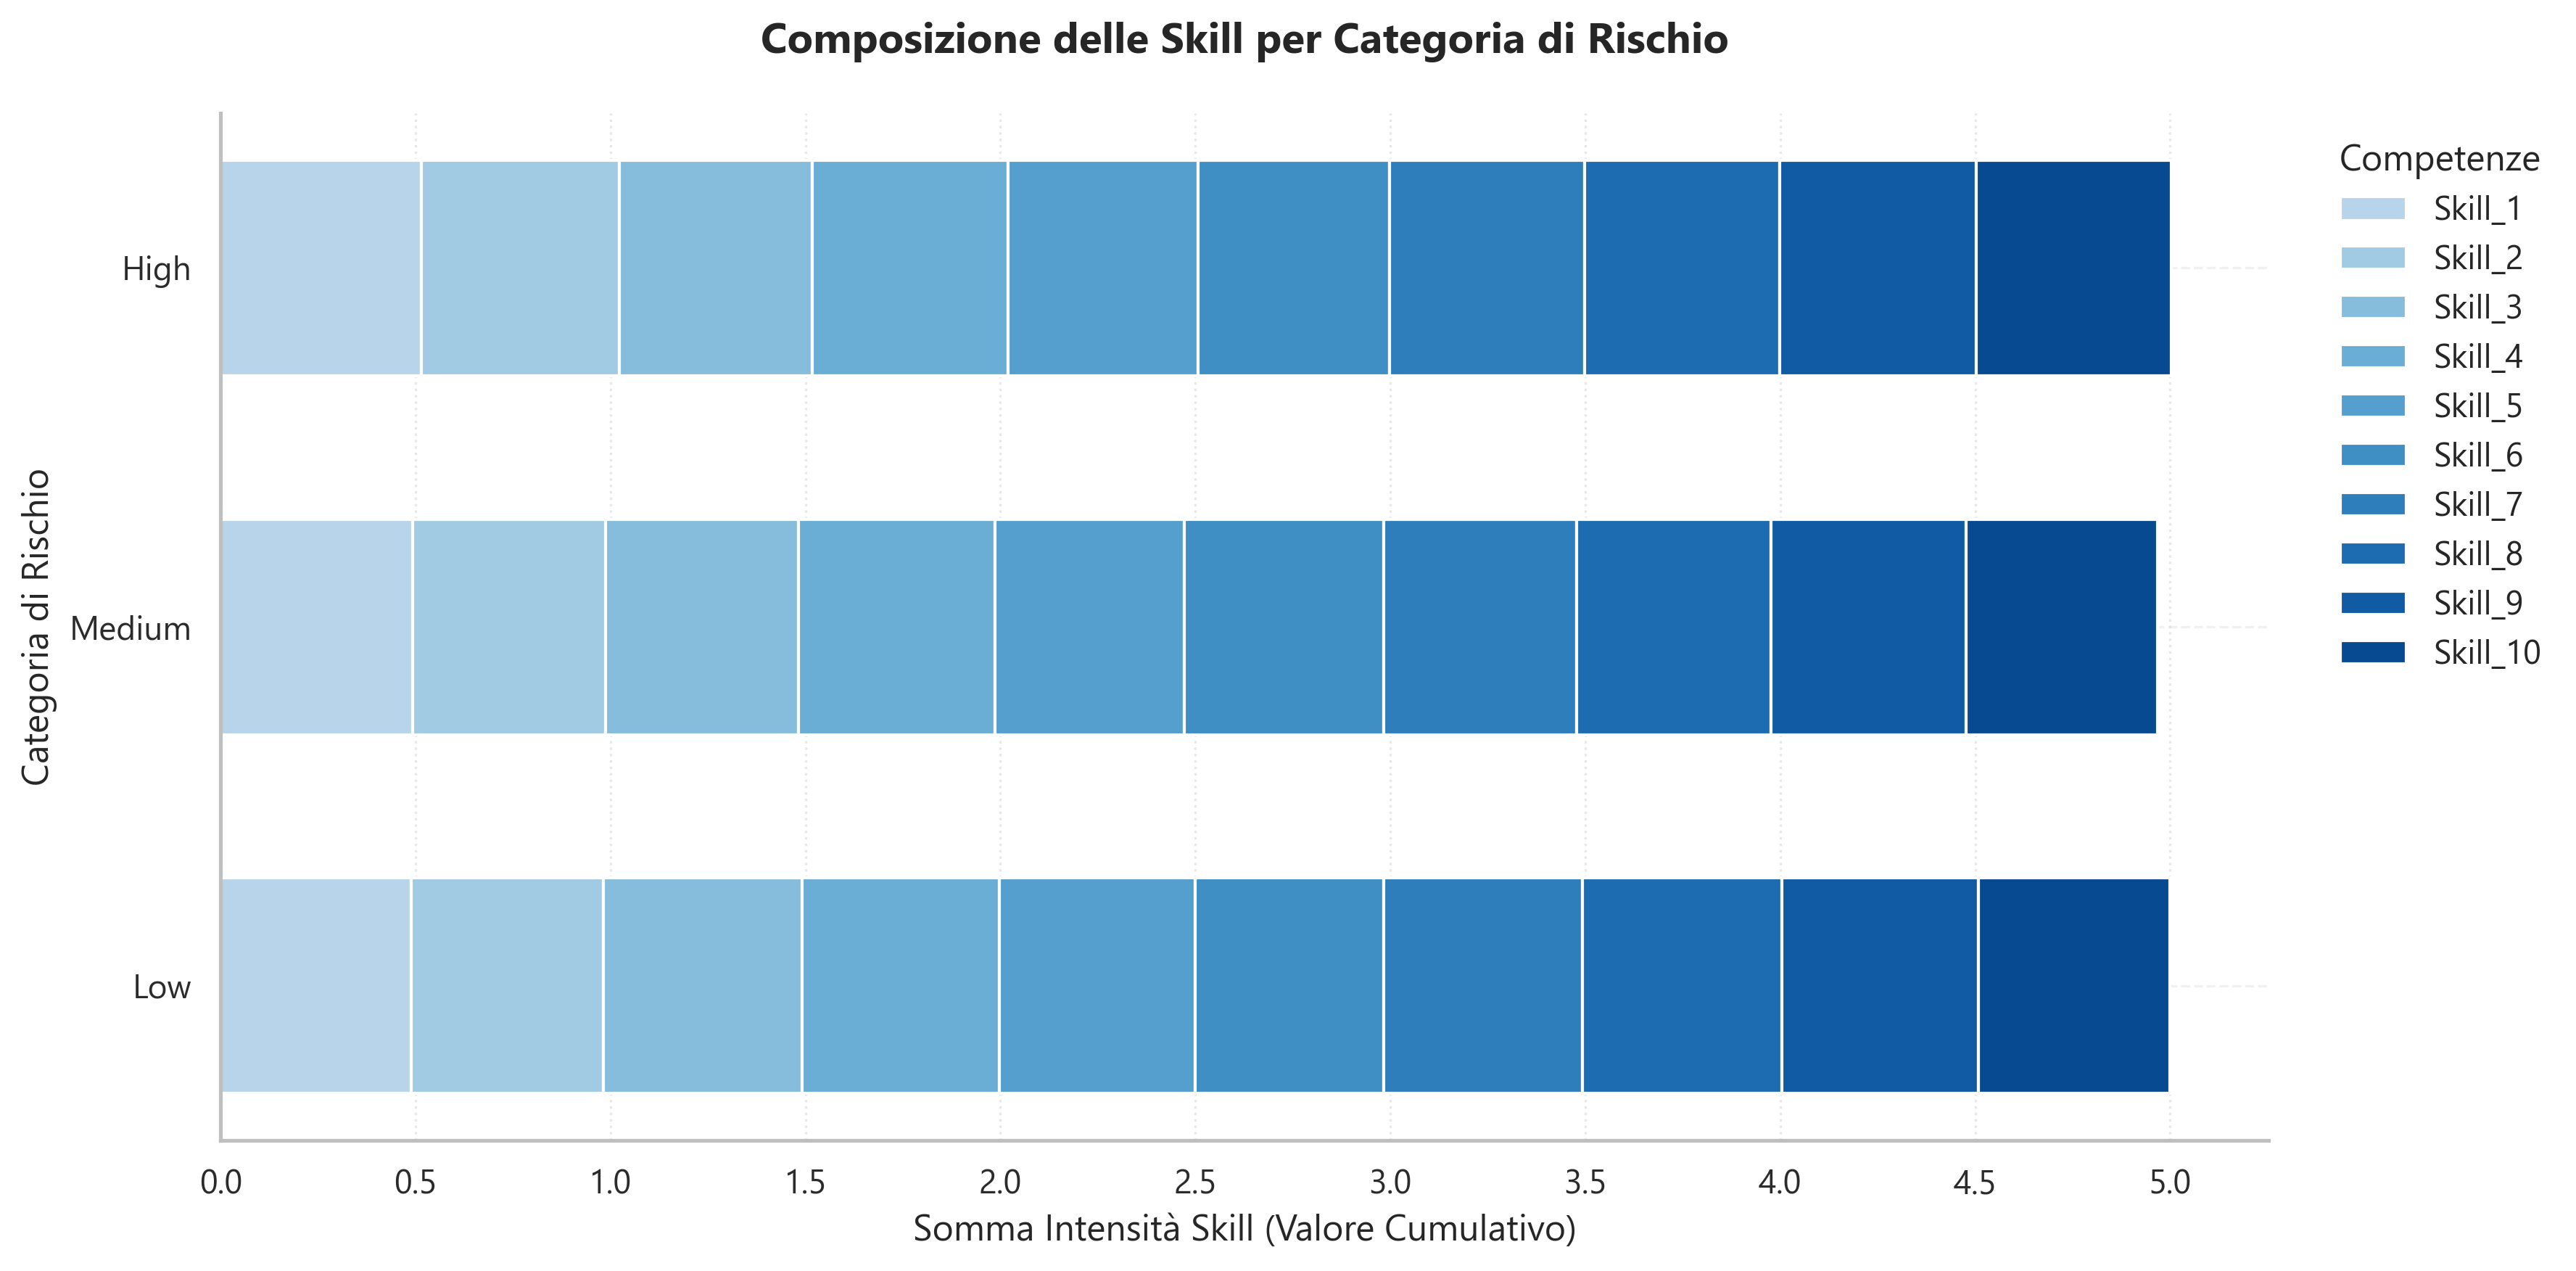 Composizione delle Skill per Categoria di Rischio
Categoria di Rischio
High
Medium
Low
0.0 0.5 1.0 1.5 2.0 2.5 3.0 3.5 4.0 4.5 5.0
Somma Intensità Skill (Valore Cumulativo)
Competenze
Skill_1
Skill_2
Skill_3
Skill_4
Skill_5
Skill_6
Skill_7
Skill_8
Skill_9
Skill_10